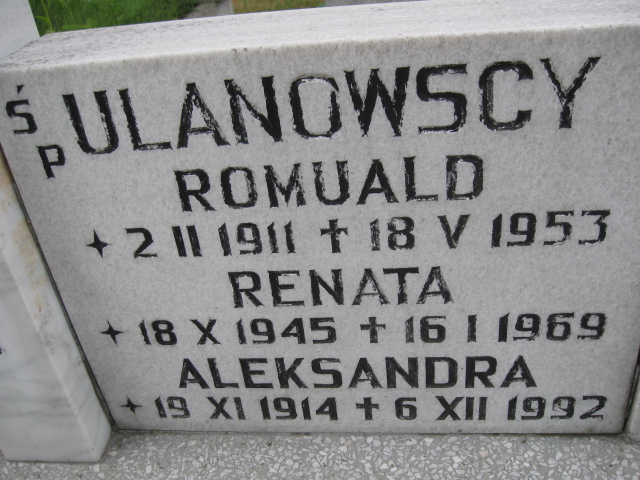 Ś P ULANOWSCY
ROMUALD
2 II 1911 ✝ 18 V 1953
RENATA
18 X 1945 ✝ 16 I 1969
ALEKSANDRA
19 XI 1914 ✝ 6 XII 1992